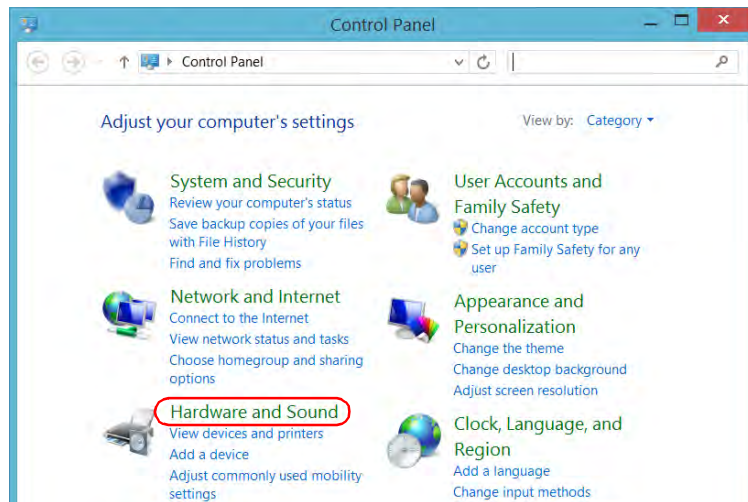 Control Panel
Control Panel
Adjust your computer's settings
View by: Category
System and Security
Review your computer's status
Save backup copies of your files
with File History
Find and fix problems
Network and Internet
Connect to the Internet
View network status and tasks
Choose homegroup and sharing
options
Hardware and Sound
View devices and printers
Add a device
Adjust commonly used mobility
settings
User Accounts and
Family Safety
Change account type
Set up Family Safety for any
user
Appearance and
Personalization
Change the theme
Change desktop background
Adjust screen resolution
Clock, Language, and
Region
Add a language
Change input methods